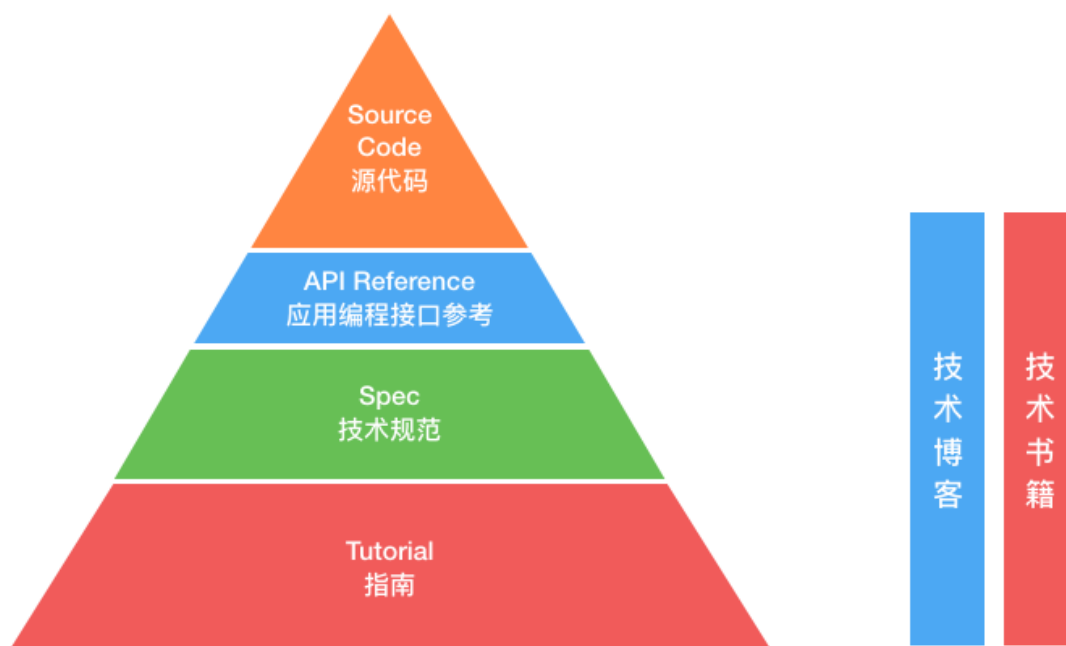 Source
Code
源代码
API Reference
应用编程接口参考
Spec
技术规范
Tutorial
指南
技术博客
技术书籍